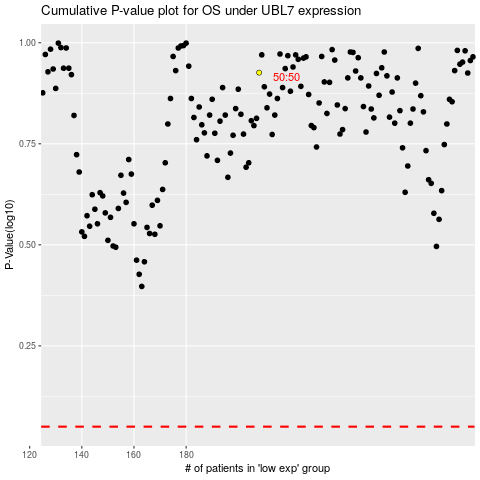 Cumulative P-value plot for OS under UBL7 expression
1.00
0.75
0.50
0.25
50:50
P-Value(log10)
120 140 160 180
# of patients in 'low exp' group